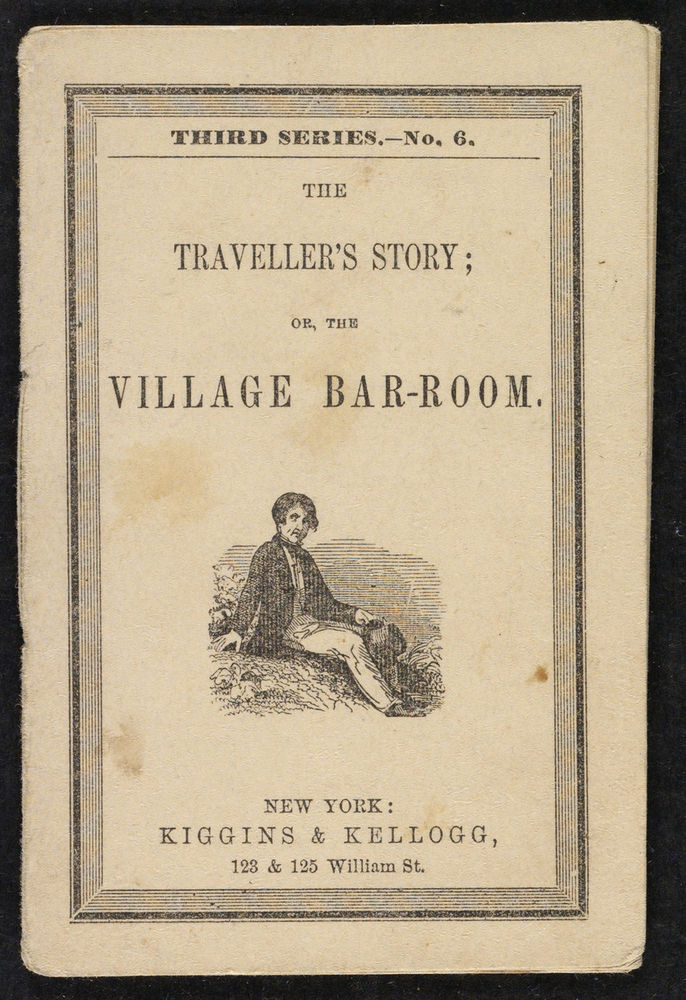 THIRD SERIES.—No. 6.
THE
TRAVELLER'S STORY;
OR, THE
VILLAGE BAR-ROOM.
NEW YORK:
KIGGINS & KELLOGG,
123 & 125 William St.